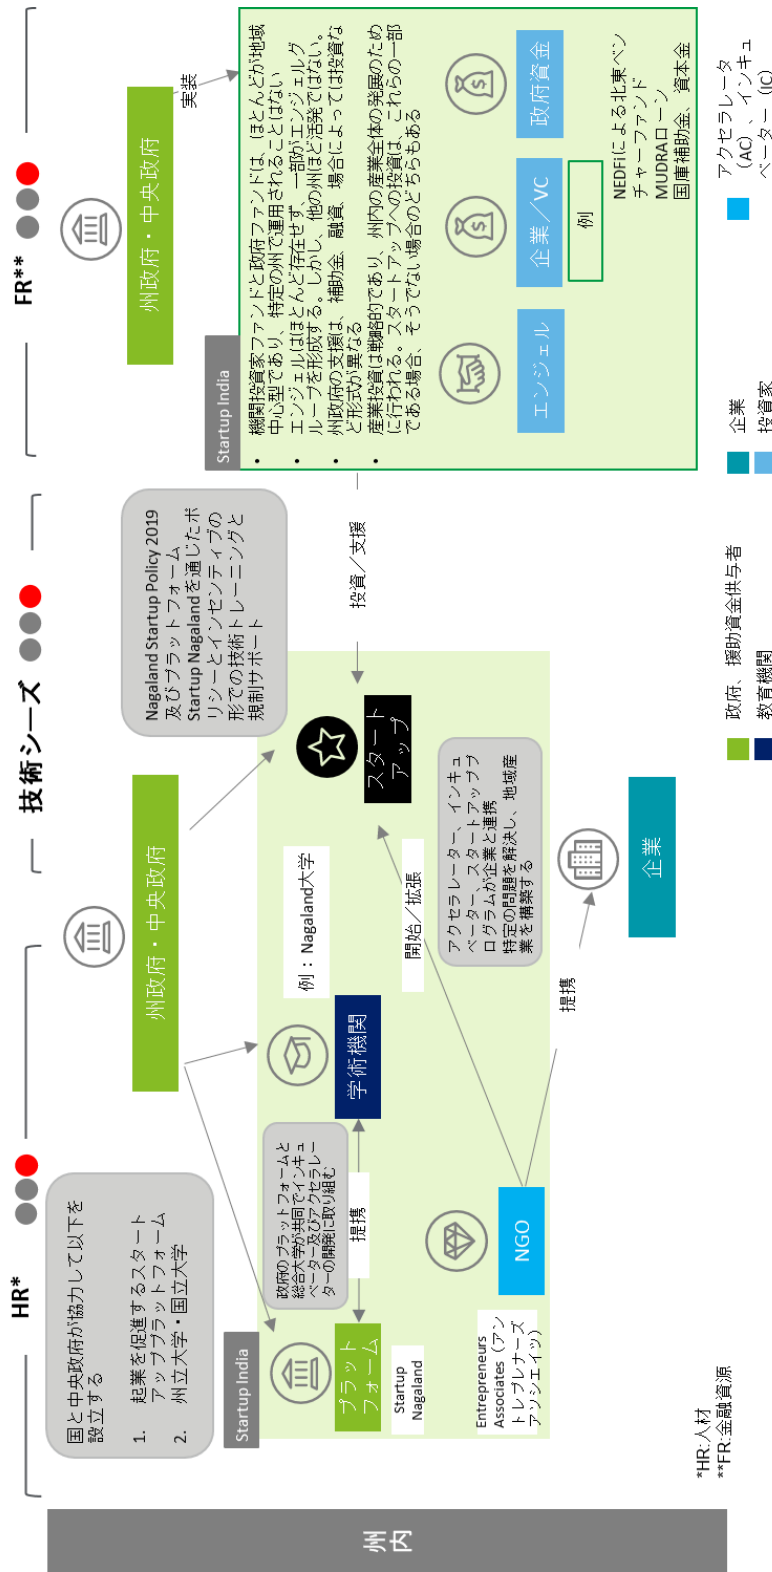 HR*
技術シーズ
FR**
州内
国と中央政府が協力して以下を
設立する
1. 起業を促進するスタート
アッププラットフォーム
2. 州立大学・国立大学
州政府・中央政府
Nagaland Startup Policy 2019
及びプラットフォーム
Startup Nagalandを通じたポ
リシーとインセンティブの
形での技術トレーニングと
規制サポート
州政府・中央政府
実装
Startup India
政府のプラットフォームと
総合大学が共同でインキュ
ベーター及びアクセラレー
ターの開発に取り組む
プラット
フォーム
Startup
Nagaland
提携
学術機関
例：Nagaland大学
スタート
アップ
開始／拡張
Entrepreneurs
Associates（アン
トレプレナーズ
アソシエイツ）
NGO
アクセラレーター、インキュ
ベーター、スタートアッププ
ログラムが企業と連携
特定の問題を解決し、地域産
業を構築する
提携
企業
投資／支援
Startup India
• 機関投資家ファンドと政府ファンドは、ほとんどが地域
中心型であり、特定の州で運用されることはない
• エンジェルはほとんど存在せず、一部がエンジェルグ
ループを形成する。しかし、他の州ほど活発ではない。
• 州政府の支援は、補助金、融資、場合によっては投資な
ど形式が異なる
• 産業投資は戦略的であり、州内の産業全体の発展のため
に行われる。スタートアップへの投資は、これらの一部
である場合、そうでない場合のどちらもある
エンジェル
企業／VC
政府資金
例
NEDFiによる北東ベン
チャーファンド
MUDRAローン
国庫補助金、資本金
*HR:人材
**FR:金融資源
政府、援助資金供与者
教育機関
企業
投資家
アクセラレータ
（AC）、インキュ
ベーター（IC）